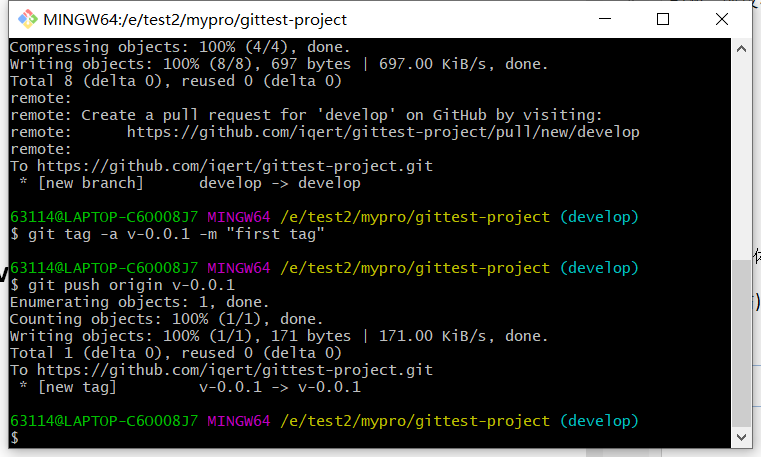 MINGW64:/e/test2/mypro/gittest-project
Compressing objects: 100% (4/4), done.
Writing objects: 100% (8/8), 697 bytes | 697.00 KiB/s, done.
Total 8 (delta 0), reused 0 (delta 0)
remote:
remote: Create a pull request for 'develop' on GitHub by visiting:
remote:      https://github.com/iqert/gittest-project/pull/new/develop
remote:
To https://github.com/iqert/gittest-project.git
 * [new branch]      develop -> develop
63114@LAPTOP-C6OOO8J7 MINGW64 /e/test2/mypro/gittest-project (develop)
$ git tag -a v-0.0.1 -m "first tag"
63114@LAPTOP-C6OOO8J7 MINGW64 /e/test2/mypro/gittest-project (develop)
$ git push origin v-0.0.1
Enumerating objects: 1, done.
Counting objects: 100% (1/1), done.
Writing objects: 100% (1/1), 171 bytes | 171.00 KiB/s, done.
Total 1 (delta 0), reused 0 (delta 0)
To https://github.com/iqert/gittest-project.git
 * [new tag]         v-0.0.1 -> v-0.0.1
63114@LAPTOP-C6OOO8J7 MINGW64 /e/test2/mypro/gittest-project (develop)
$